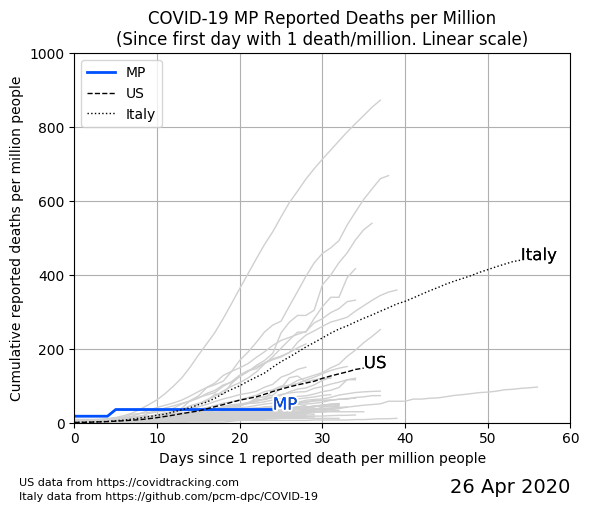 COVID-19 MP Reported Deaths per Million
(Since first day with 1 death/million. Linear scale)
Cumulative reported deaths per million people
1000
800
600
400
200
0
MP
US
Italy
Italy
US
MP
0 10 20 30 40 50 60
Days since 1 reported death per million people
US data from https://covidtracking.com
Italy data from https://github.com/pcm-dpc/COVID-19
26 Apr 2020